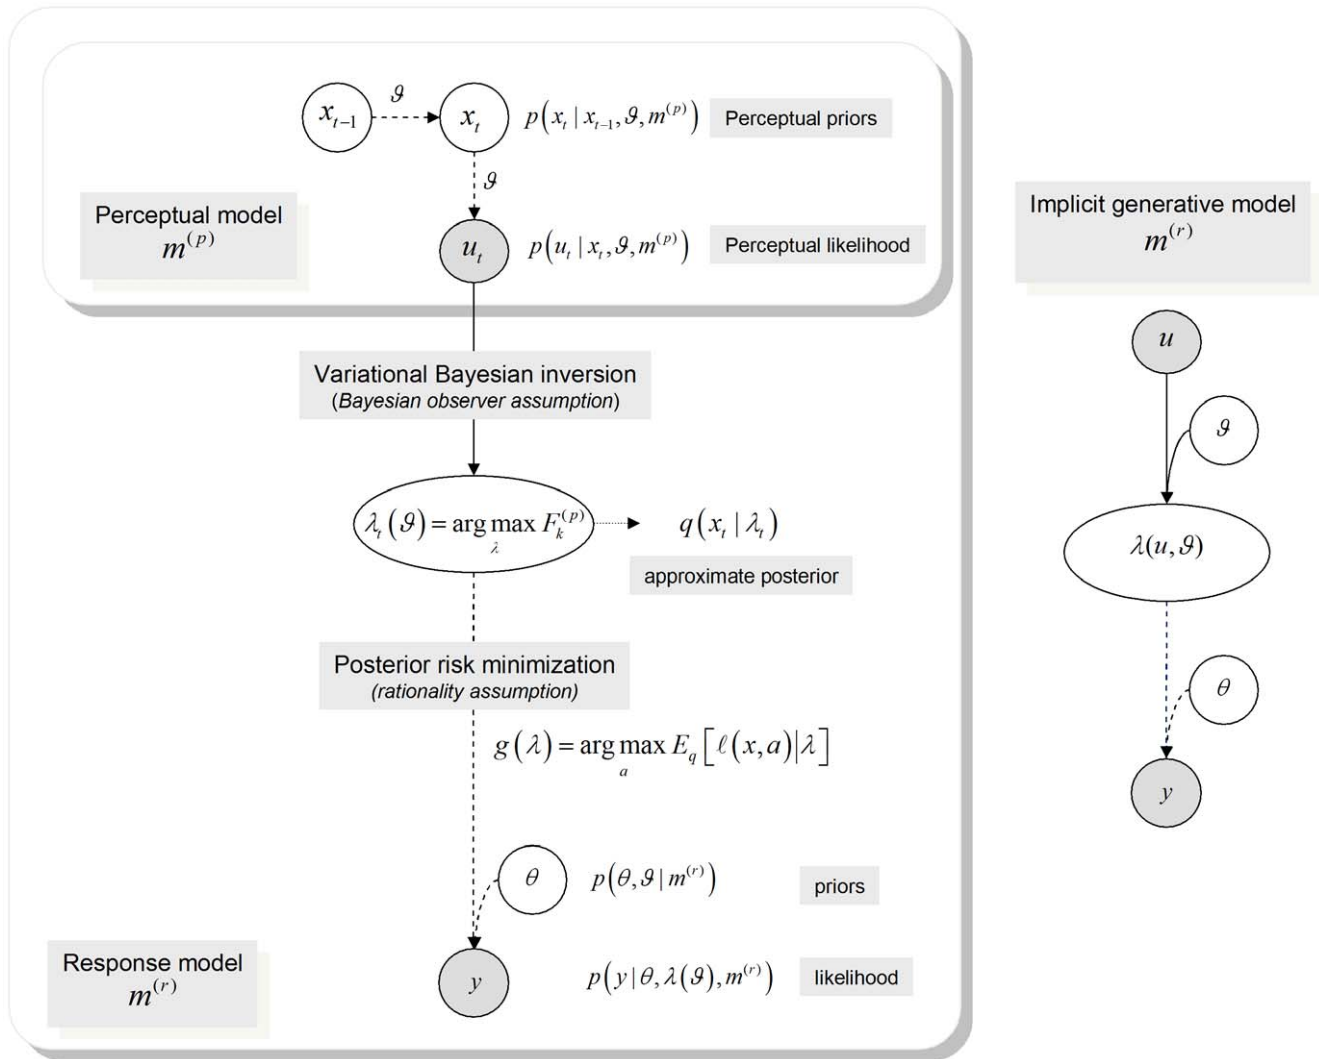 x_{t-1} ϑ x_t p(x_t | x_{t-1}, ϑ, m^{(p)}) Perceptual priors
ϑ
Perceptual model
m^{(p)}
u_t p(u_t | x_t, ϑ, m^{(p)}) Perceptual likelihood
Variational Bayesian inversion
(Bayesian observer assumption)
λ_t(ϑ) = arg max F_k^{(p)}
λ
q(x_t | λ_t)
approximate posterior
Posterior risk minimization
(rationality assumption)
g(λ) = arg max E_q[ℓ(x, a)|λ]
a
θ p(θ, ϑ | m^{(r)}) priors
Response model
m^{(r)}
y p(y | θ, λ(ϑ), m^{(r)}) likelihood
Implicit generative model
m^{(r)}
u
ϑ
λ(u, ϑ)
θ
y